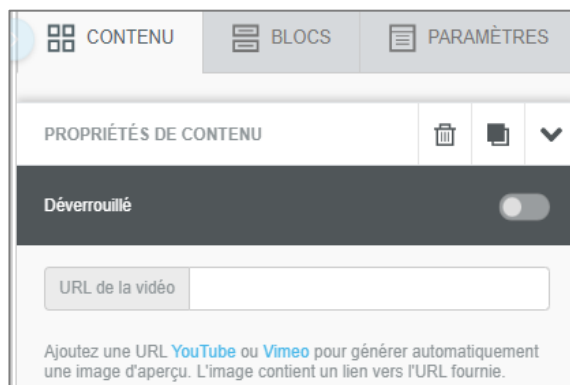 CONTENU BLOCS PARAMÈTRES
PROPRIÉTÉS DE CONTENU
Déverrouillé
URL de la vidéo
Ajoutez une URL YouTube ou Vimeo pour générer automatiquement
une image d'aperçu. L'image contient un lien vers l'URL fournie.